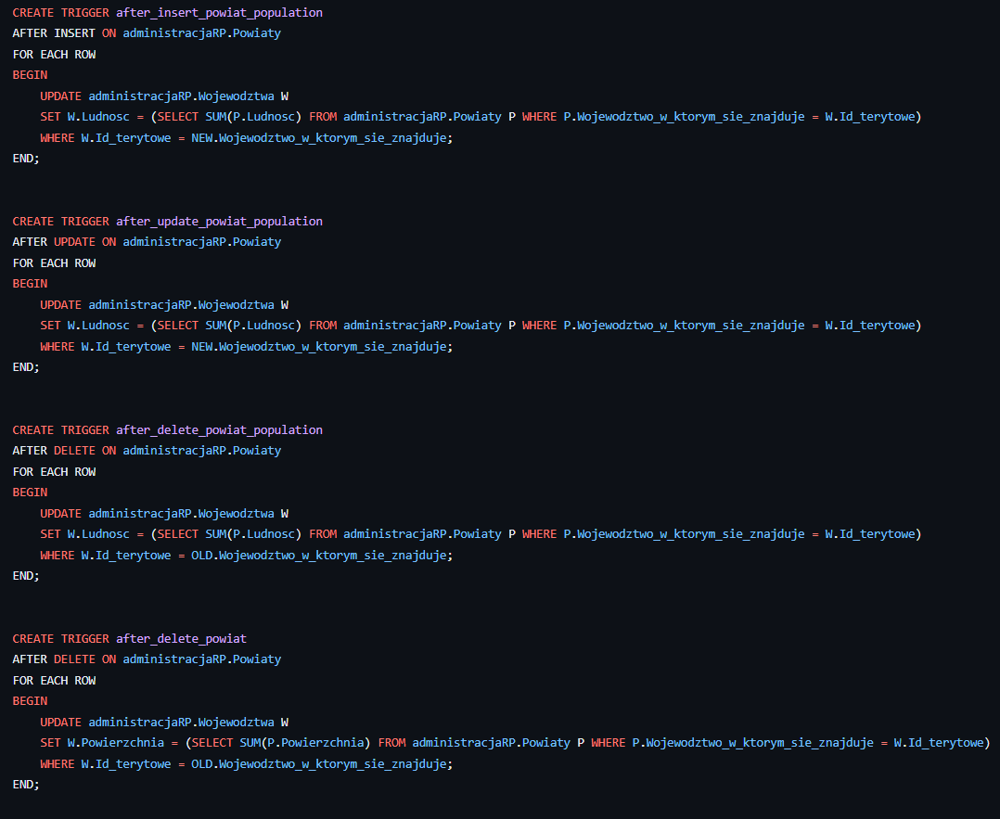 CREATE TRIGGER after_insert_powiat_population
AFTER INSERT ON administracjaRP.Powiaty
FOR EACH ROW
BEGIN
    UPDATE administracjaRP.Wojewodztwa W
    SET W.Ludnosc = (SELECT SUM(P.Ludnosc) FROM administracjaRP.Powiaty P WHERE P.Wojewodztwo_w_ktorym_sie_znajduje = W.Id_terytowe)
    WHERE W.Id_terytowe = NEW.Wojewodztwo_w_ktorym_sie_znajduje;
END;


CREATE TRIGGER after_update_powiat_population
AFTER UPDATE ON administracjaRP.Powiaty
FOR EACH ROW
BEGIN
    UPDATE administracjaRP.Wojewodztwa W
    SET W.Ludnosc = (SELECT SUM(P.Ludnosc) FROM administracjaRP.Powiaty P WHERE P.Wojewodztwo_w_ktorym_sie_znajduje = W.Id_terytowe)
    WHERE W.Id_terytowe = NEW.Wojewodztwo_w_ktorym_sie_znajduje;
END;


CREATE TRIGGER after_delete_powiat_population
AFTER DELETE ON administracjaRP.Powiaty
FOR EACH ROW
BEGIN
    UPDATE administracjaRP.Wojewodztwa W
    SET W.Ludnosc = (SELECT SUM(P.Ludnosc) FROM administracjaRP.Powiaty P WHERE P.Wojewodztwo_w_ktorym_sie_znajduje = W.Id_terytowe)
    WHERE W.Id_terytowe = OLD.Wojewodztwo_w_ktorym_sie_znajduje;
END;


CREATE TRIGGER after_delete_powiat
AFTER DELETE ON administracjaRP.Powiaty
FOR EACH ROW
BEGIN
    UPDATE administracjaRP.Wojewodztwa W
    SET W.Powierzchnia = (SELECT SUM(P.Powierzchnia) FROM administracjaRP.Powiaty P WHERE P.Wojewodztwo_w_ktorym_sie_znajduje = W.Id_terytowe)
    WHERE W.Id_terytowe = OLD.Wojewodztwo_w_ktorym_sie_znajduje;
END;